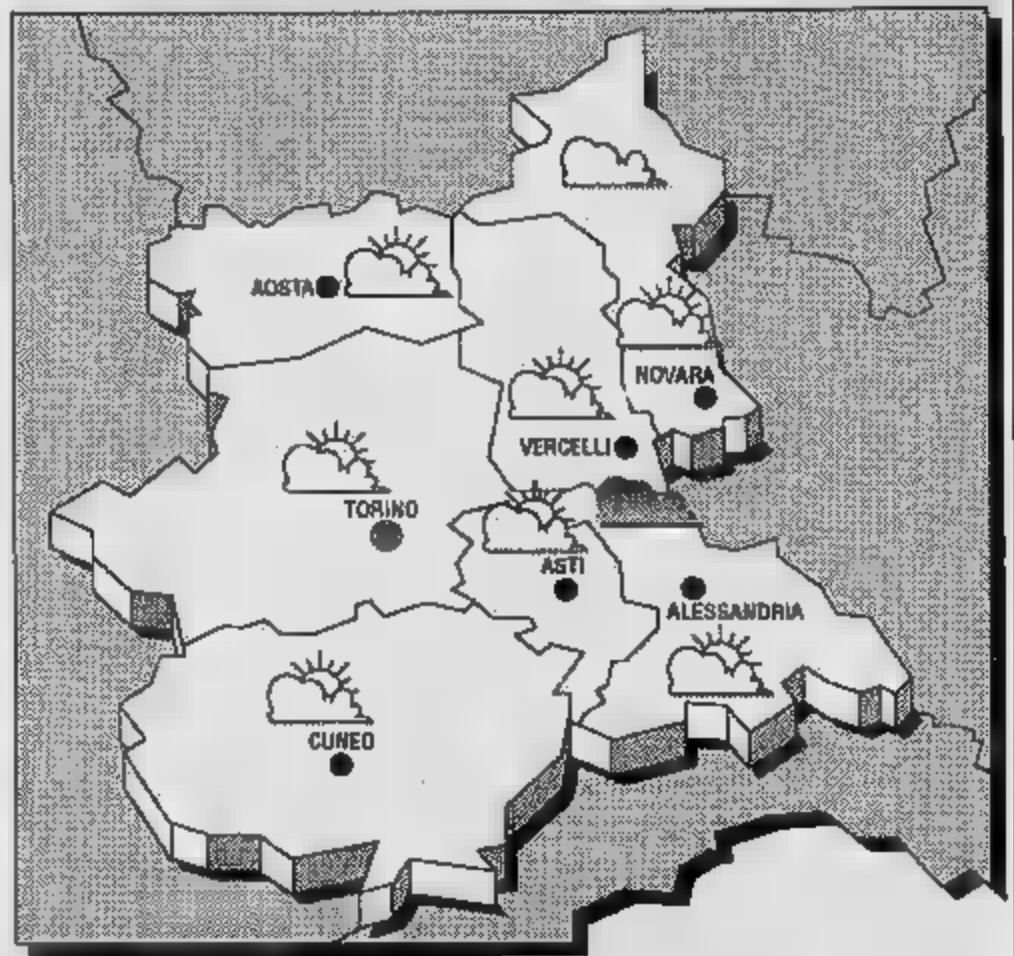 AOSTA
NOVARA
VERCELLI
TORINO
ASTI
ALESSANDRIA
CUNEO